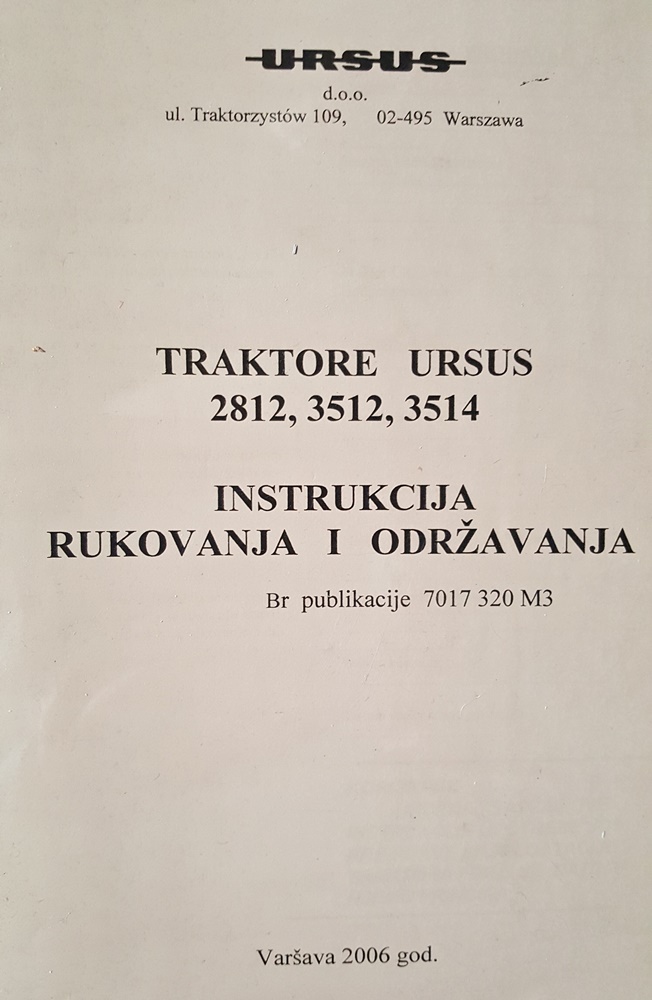 URSUS
d.o.o.
ul. Traktorzystów 109, 02-495 Warszawa
TRAKTORE URSUS
2812, 3512, 3514
INSTRUKCIJA
RUKOVANJA I ODRŽAVANJA
Br publikacije 7017 320 M3
Varšava 2006 god.